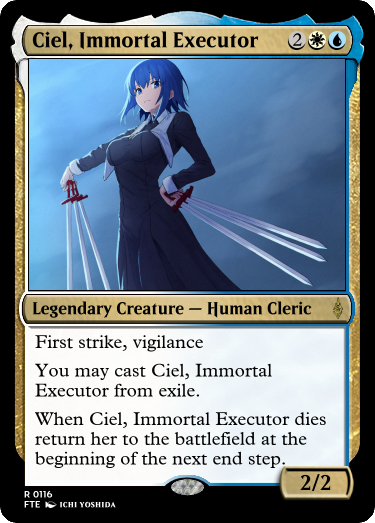 Ciel, Immortal Executor 2
Legendary Creature — Human Cleric
First strike, vigilance
You may cast Ciel, Immortal
Executor from exile.
When Ciel, Immortal Executor dies
return her to the battlefield at the
beginning of the next end step.
2/2
R 0116
FTE ICHI YOSHIDA